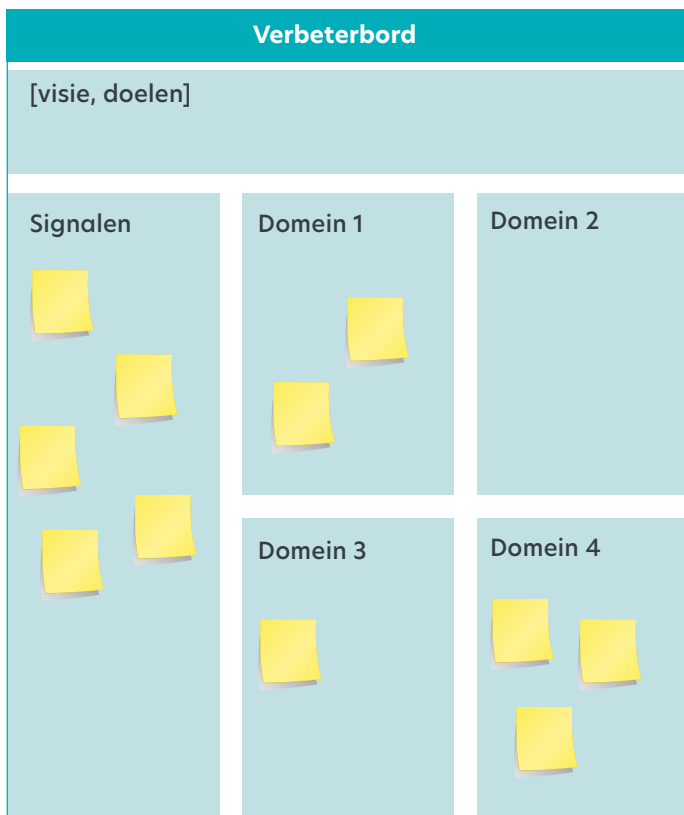 Verbeterbord
[visie, doelen]
Signalen
Domein 1
Domein 2
Domein 3
Domein 4